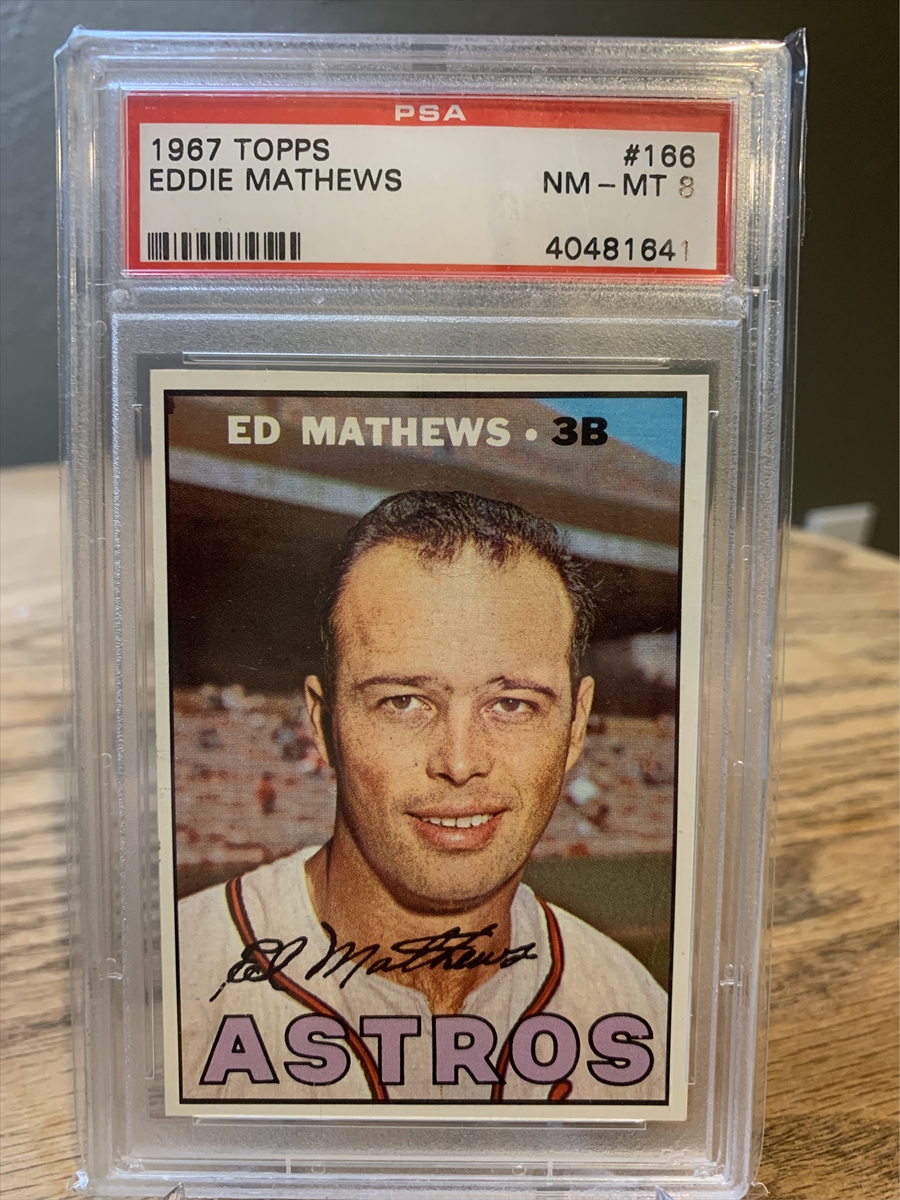 PSA
1967 TOPPS #166
EDDIE MATHEWS NM-MT 8
40481641
ED MATHEWS • 3B
Ed Mathews
ASTROS